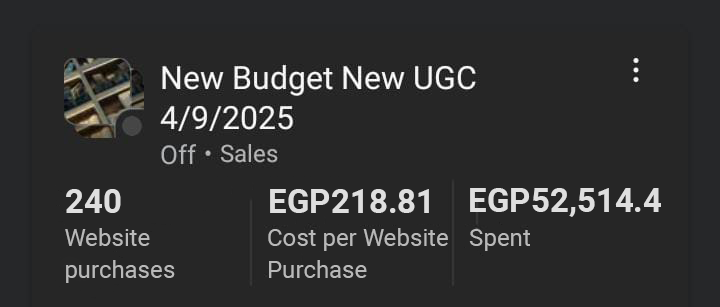 New Budget New UGC
4/9/2025
Off • Sales
240
Website
purchases
EGP218.81
Cost per Website
Purchase
EGP52,514.4
Spent